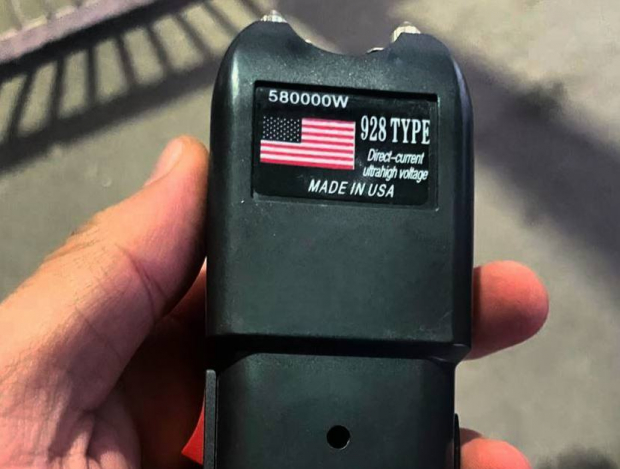 580000W
928 TYPE
Direct-current
ultrahigh voltage
MADE IN USA